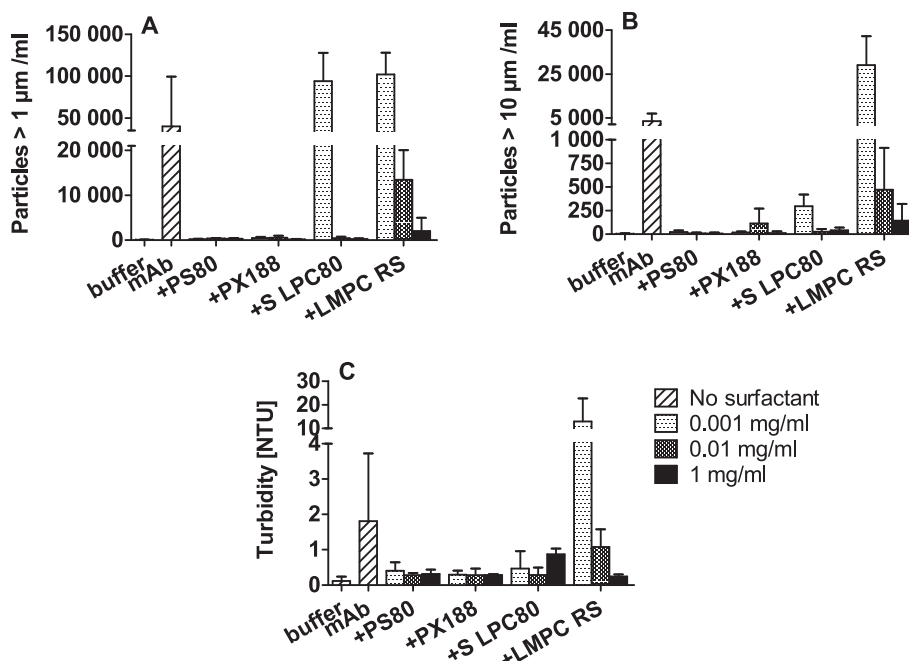 A
Particles > 1 µm /ml
150 000
100 000
50 000
20 000
10 000
0
buffer
mAb
+PS80
+PX188
+S LPC80
+LMPC RS
B
Particles > 10 µm /ml
45 000
25 000
5 000
1 000
750
500
250
0
buffer
mAb
+PS80
+PX188
+S LPC80
+LMPC RS
C
Turbidity [NTU]
30
20
10
4
3
2
1
0
buffer
mAb
+PS80
+PX188
+S LPC80
+LMPC RS
No surfactant
0.001 mg/ml
0.01 mg/ml
1 mg/ml